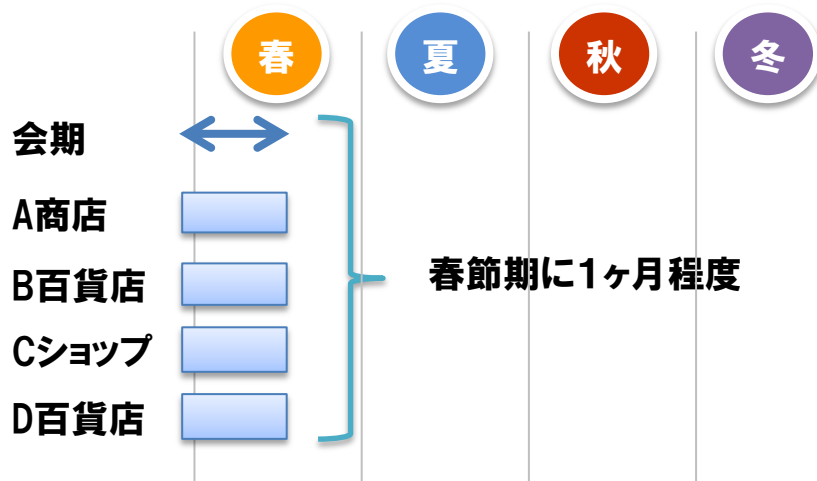 春 夏 秋 冬
会期
A商店
B百貨店
春節期に1ヶ月程度
Cショップ
D百貨店